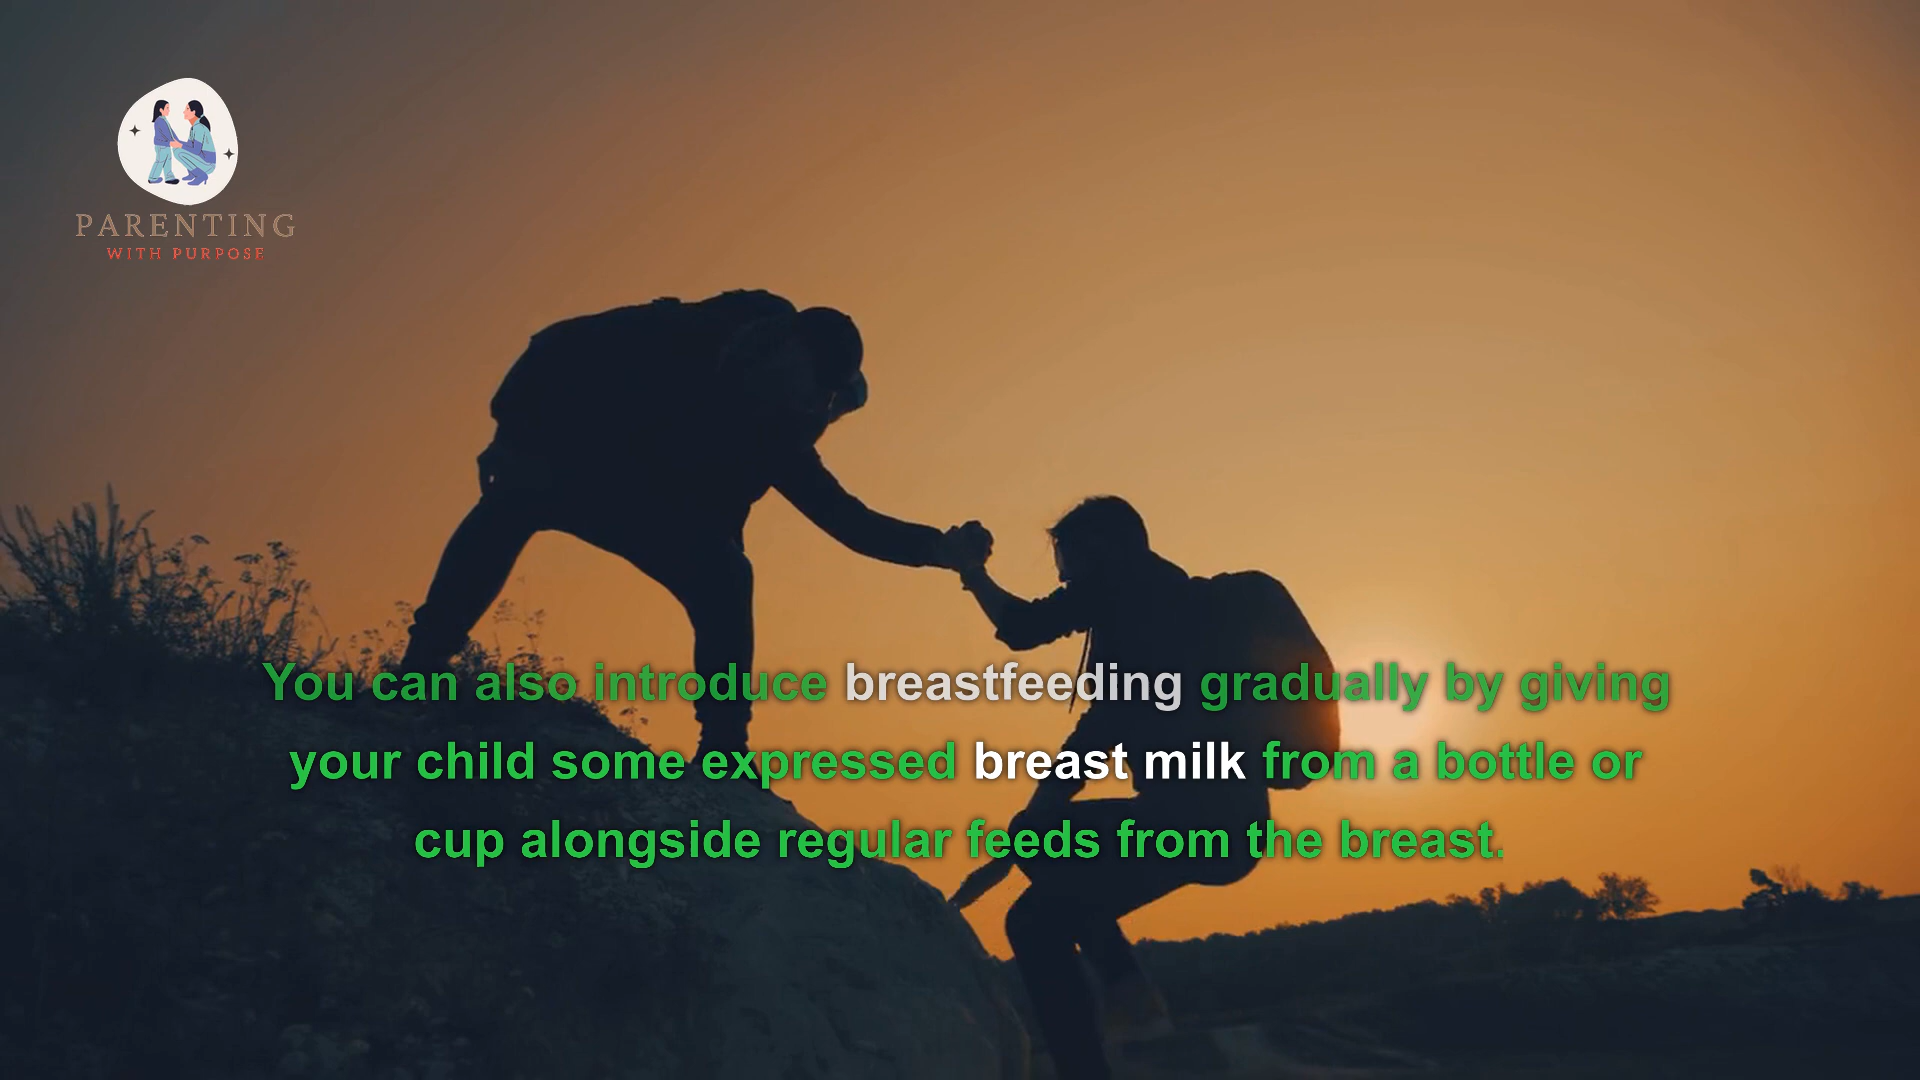 PARENTING
WITH PURPOSE
You can also introduce breastfeeding gradually by giving
your child some expressed breast milk from a bottle or
cup alongside regular feeds from the breast.